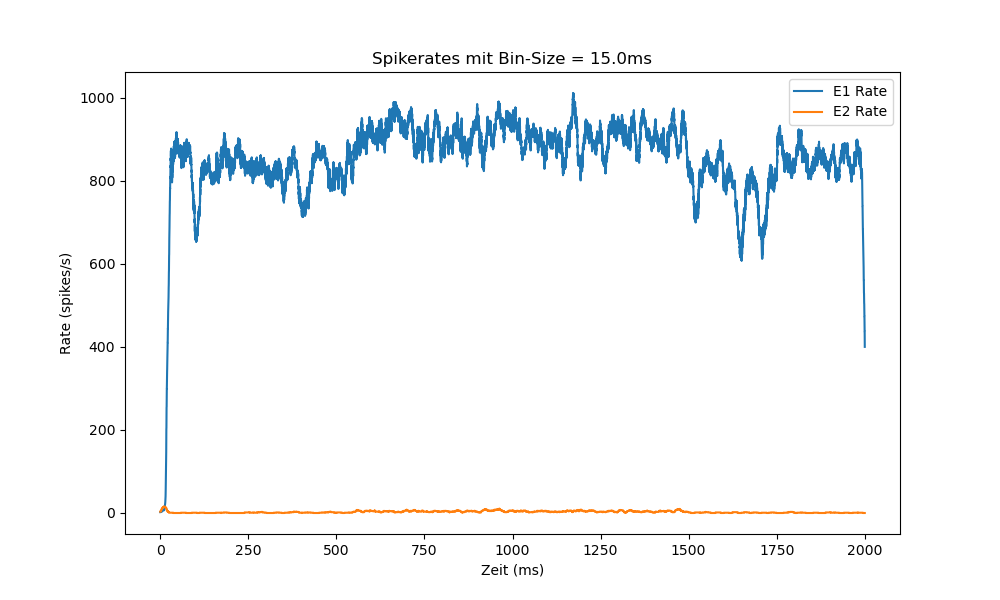 Spikerates mit Bin-Size = 15.0ms
E1 Rate
E2 Rate
1000
800
600
400
200
0
Rate (spikes/s)
0 250 500 750 1000 1250 1500 1750 2000
Zeit (ms)